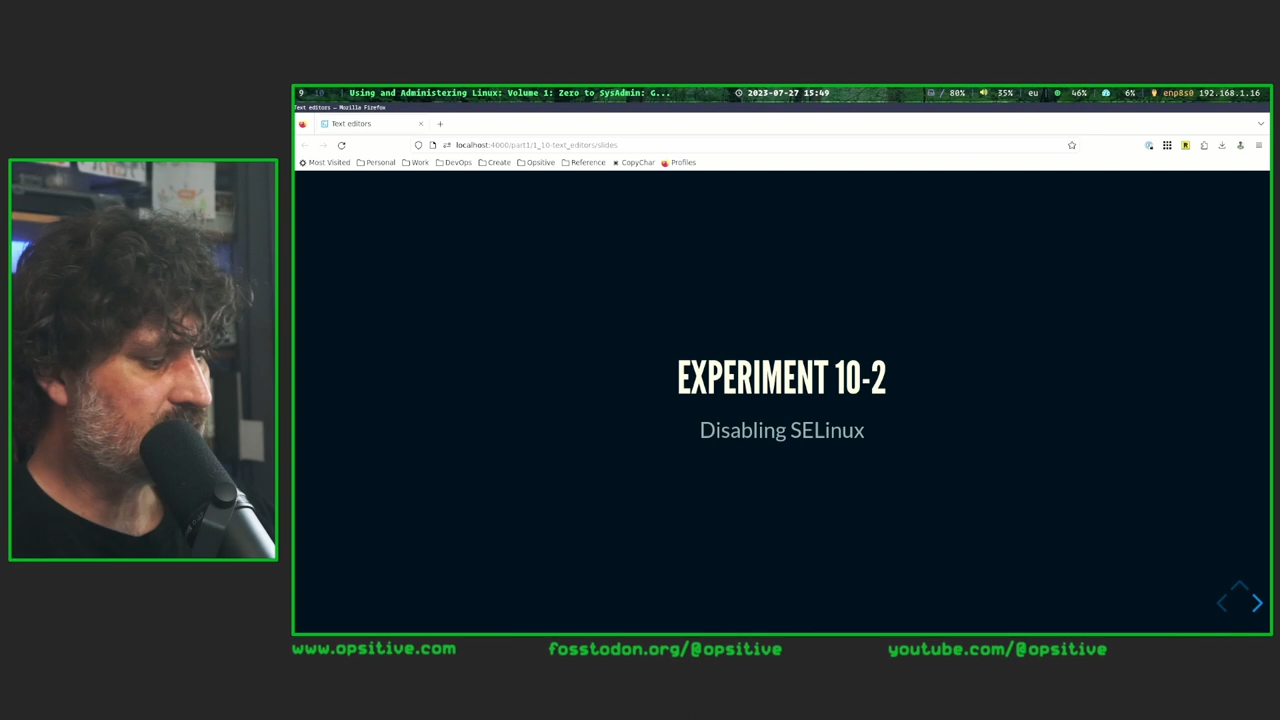 9 10 | Using and Administering Linux: Volume 1: Zero to SysAdmin: G... 2023-07-27 15:49 / 80% 35% eu 46% 6% enp8s0 192.168.1.16
Text editors — Mozilla Firefox
Text editors
localhost:4000/part1/1_10-text_editors/slides
Most Visited Personal Work DevOps Create Opsitive Reference CopyChar Profiles
EXPERIMENT 10-2
Disabling SELinux
www.opsitive.com fosstodon.org/@opsitive youtube.com/@opsitive